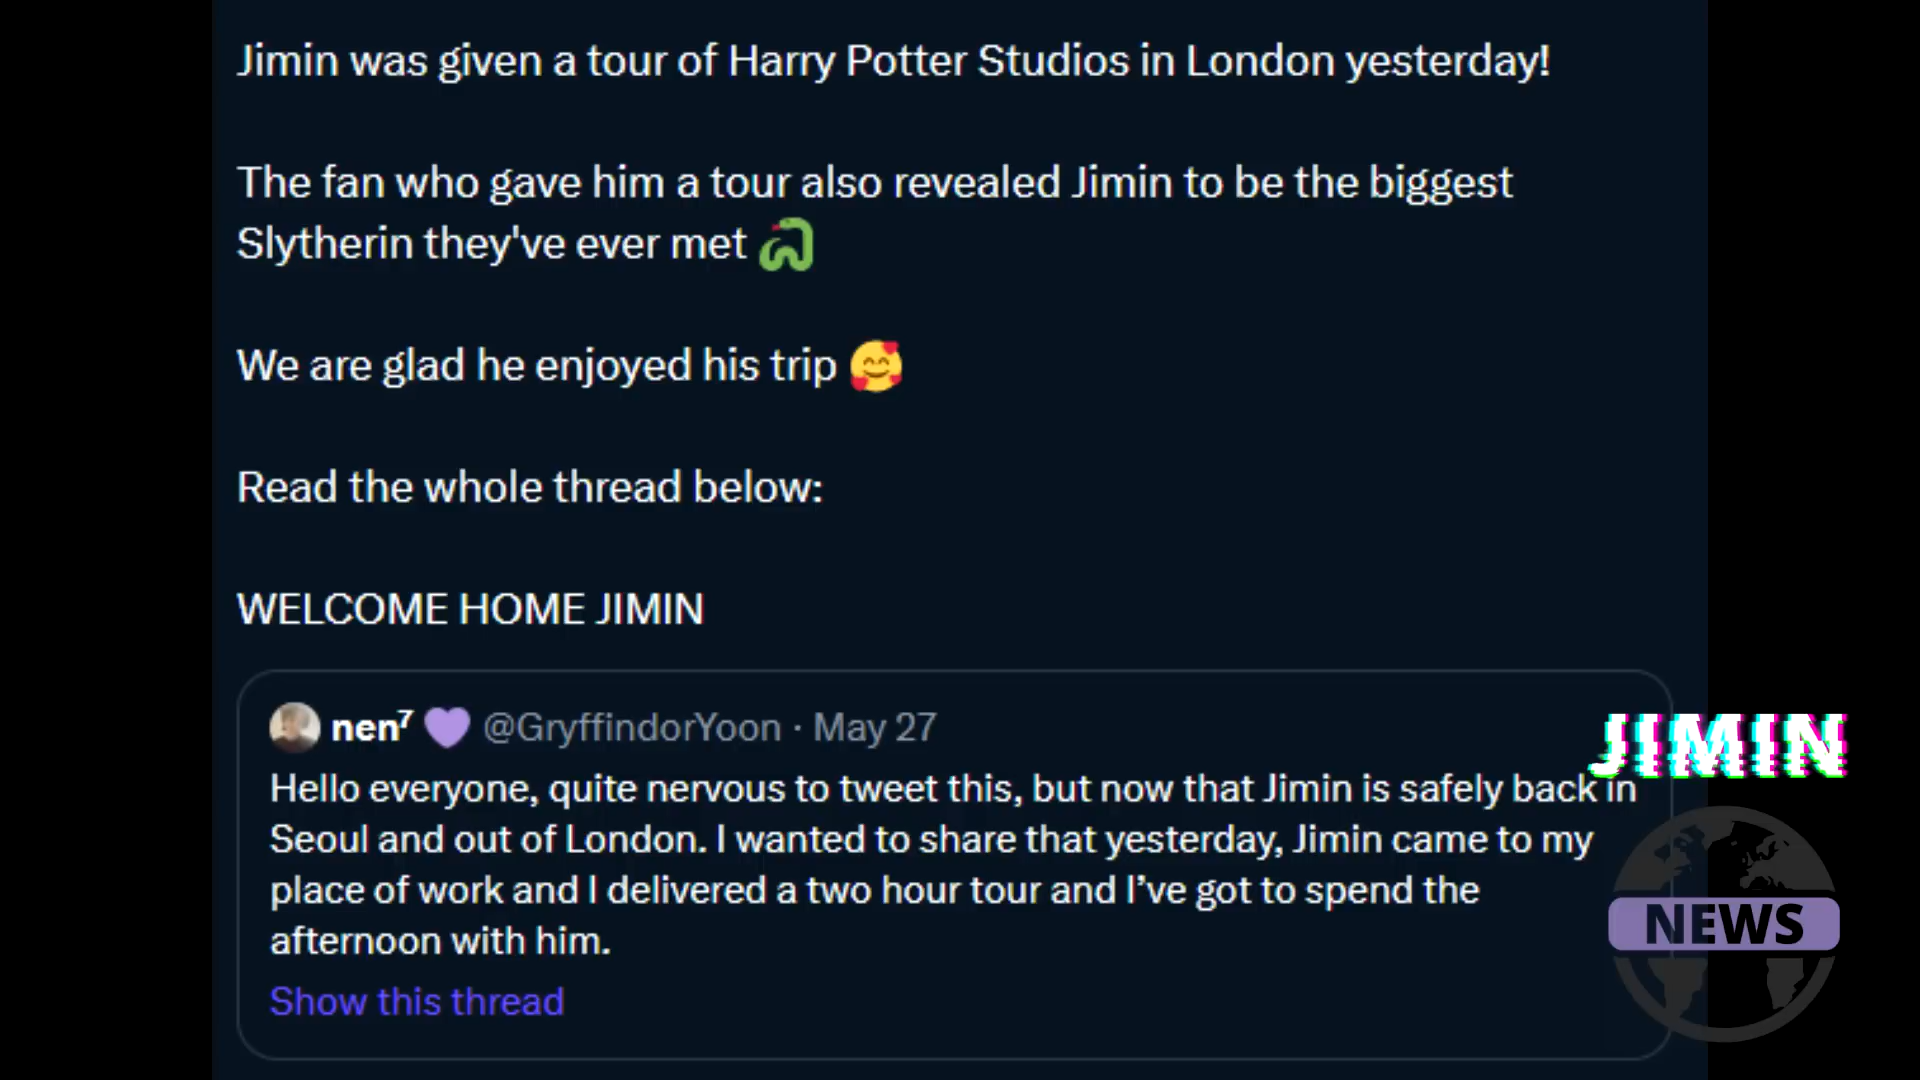 Jimin was given a tour of Harry Potter Studios in London yesterday!
The fan who gave him a tour also revealed Jimin to be the biggest
Slytherin they've ever met 🐍
We are glad he enjoyed his trip 🥰
Read the whole thread below:
WELCOME HOME JIMIN
nen⁷ 💜 @GryffindorYoon · May 27
Hello everyone, quite nervous to tweet this, but now that Jimin is safely back in
Seoul and out of London. I wanted to share that yesterday, Jimin came to my
place of work and I delivered a two hour tour and I’ve got to spend the
afternoon with him.
Show this thread
JIMIN
NEWS